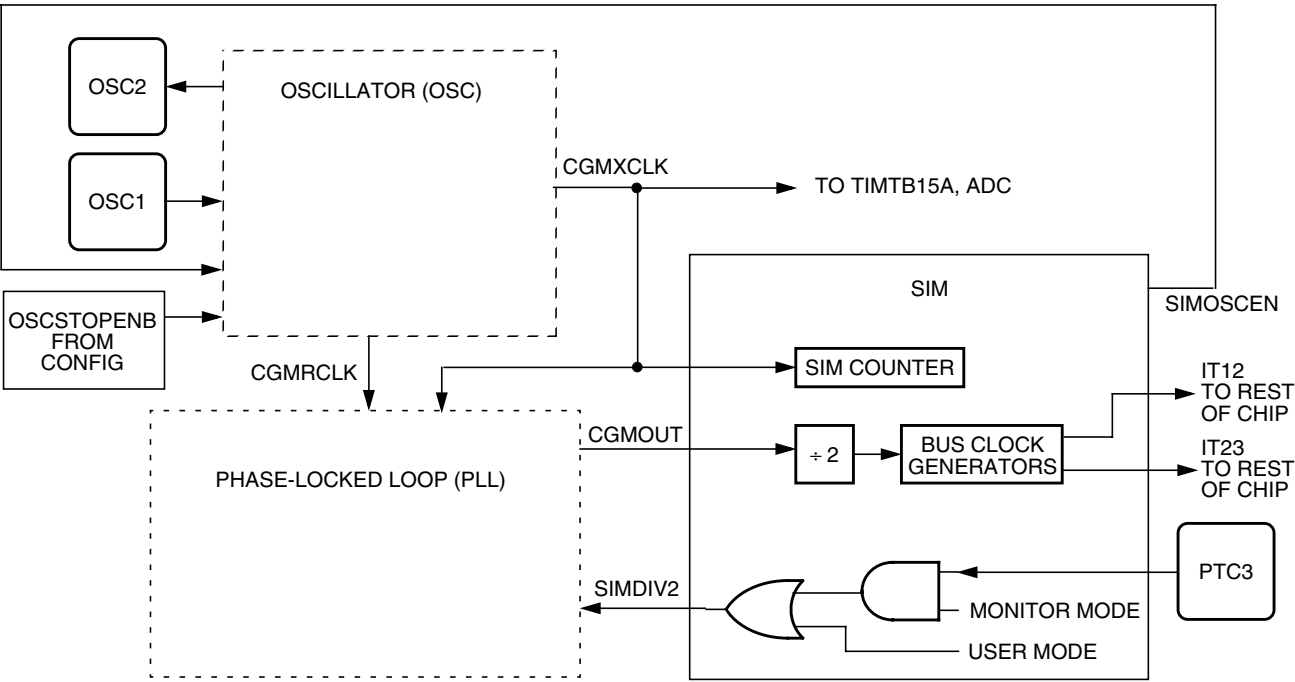 OSC2
OSCILLATOR (OSC)
CGMXCLK
OSC1
TO TIMTB15A, ADC
SIM
SIMOSCEN
OSCSTOPENB
FROM
CONFIG
CGMRCLK
SIM COUNTER
IT12
TO REST
OF CHIP
CGMOUT
÷ 2
BUS CLOCK
GENERATORS
IT23
TO REST
OF CHIP
PHASE-LOCKED LOOP (PLL)
PTC3
SIMDIV2
MONITOR MODE
USER MODE